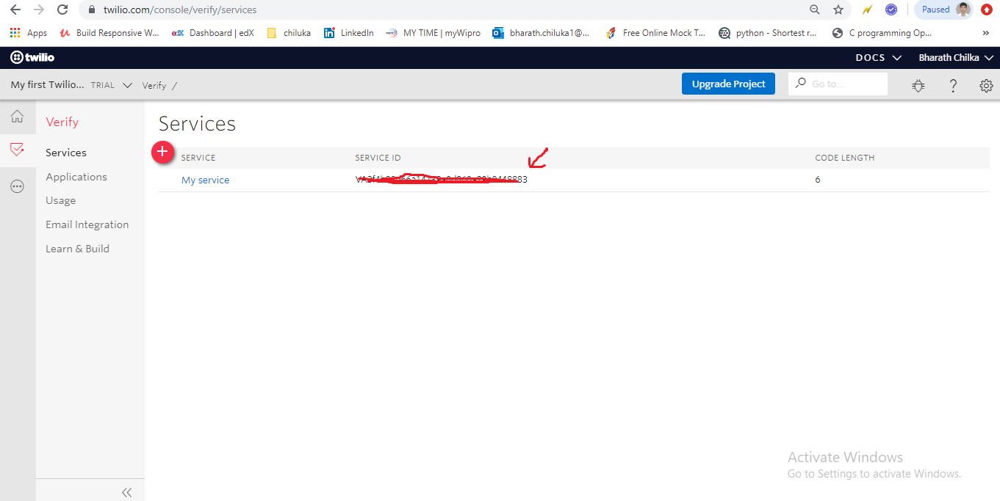 twilio.com/console/verify/services
Paused
Apps
Build Responsive W...
edX
Dashboard | edX
chiluka
LinkedIn
MY TIME | myWipro
bharath.chiluka1@...
Free Online Mock T...
python - Shortest r...
C programming Op...
»
twilio
DOCS
Bharath Chilka
My first Twilio... TRIAL
Verify /
Upgrade Project
Go to...
Verify
Services
Applications
Usage
Email Integration
Learn & Build
Services
SERVICE
SERVICE ID
CODE LENGTH
My service
6
Activate Windows
Go to Settings to activate Windows.